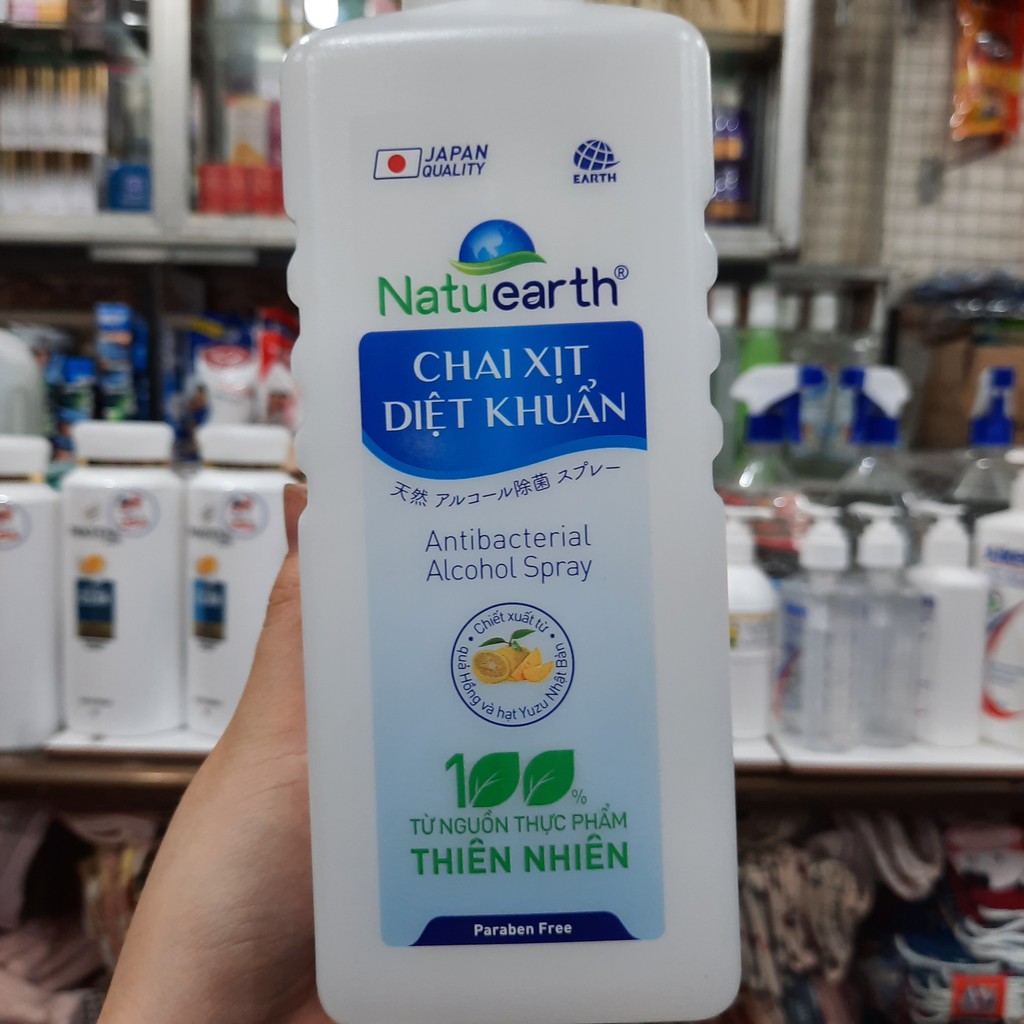 JAPAN
QUALITY
EARTH
Natuearth®
CHAI XỊT
DIỆT KHUẨN
天然 アルコール除菌 スプレー
Antibacterial
Alcohol Spray
• Chiết xuất từ •
quả Hồng và hạt Yuzu Nhật Bản
100%
TỪ NGUỒN THỰC PHẨM
THIÊN NHIÊN
Paraben Free